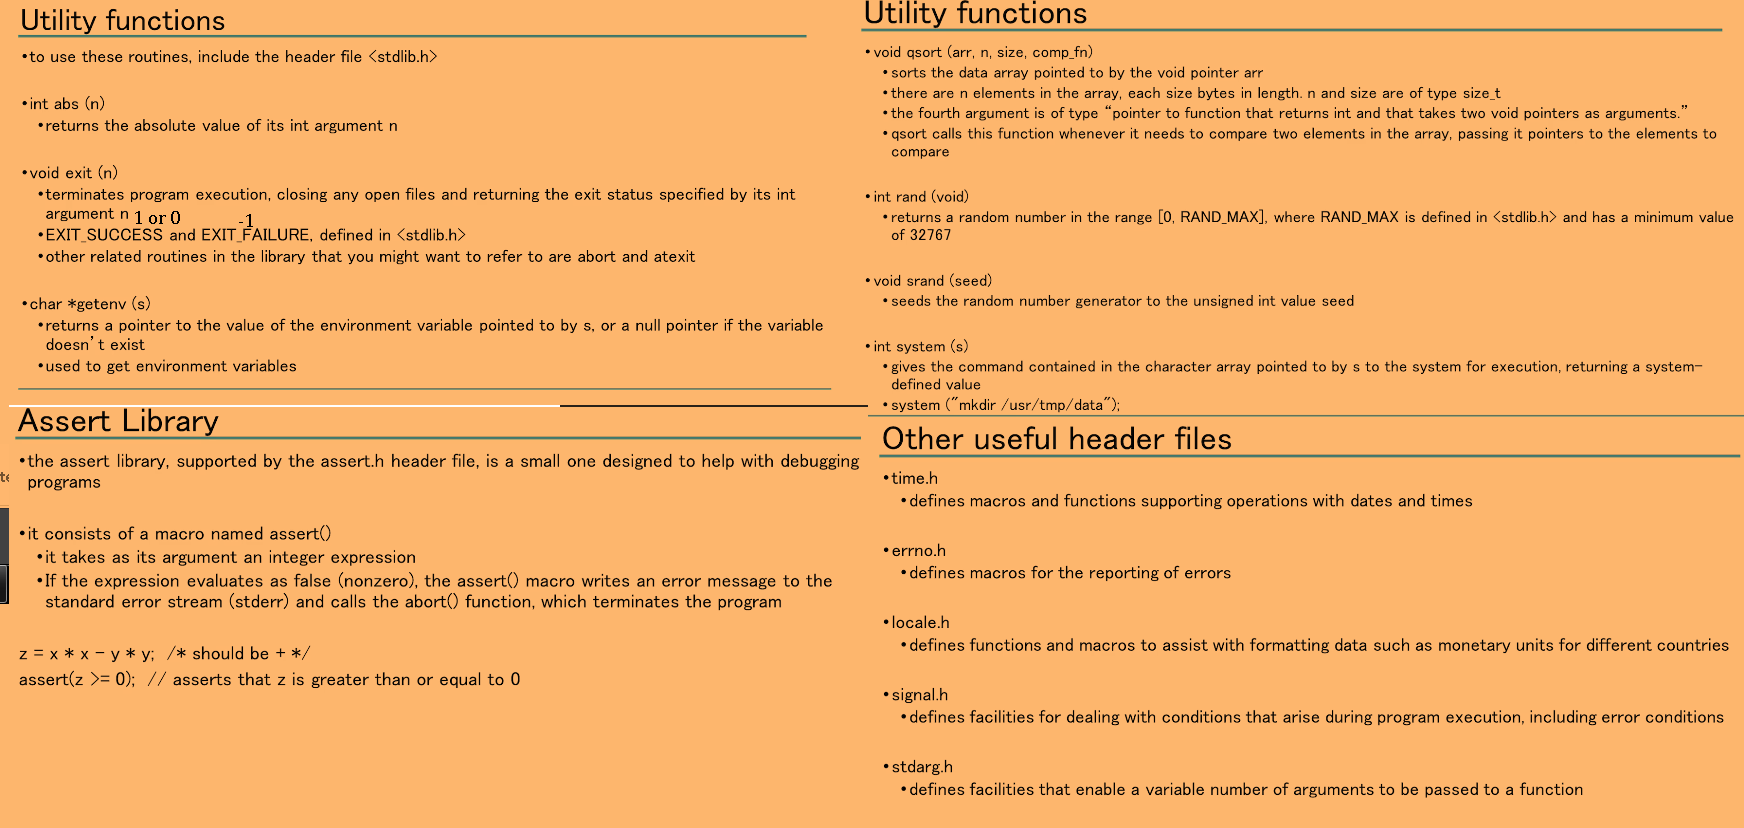 Utility functions
•to use these routines, include the header file <stdlib.h>
•int abs (n)
•returns the absolute value of its int argument n
•void exit (n)
•terminates program execution, closing any open files and returning the exit status specified by its int
argument n 1 or 0 -1
•EXIT_SUCCESS and EXIT_FAILURE, defined in <stdlib.h>
•other related routines in the library that you might want to refer to are abort and atexit
•char *getenv (s)
•returns a pointer to the value of the environment variable pointed to by s, or a null pointer if the variable
doesn’t exist
•used to get environment variables
Utility functions
•void qsort (arr, n, size, comp_fn)
•sorts the data array pointed to by the void pointer arr
•there are n elements in the array, each size bytes in length. n and size are of type size_t
•the fourth argument is of type “pointer to function that returns int and that takes two void pointers as arguments.”
•qsort calls this function whenever it needs to compare two elements in the array, passing it pointers to the elements to
compare
•int rand (void)
•returns a random number in the range [0, RAND_MAX], where RAND_MAX is defined in <stdlib.h> and has a minimum value
of 32767
•void srand (seed)
•seeds the random number generator to the unsigned int value seed
•int system (s)
•gives the command contained in the character array pointed to by s to the system for execution, returning a system-
defined value
•system ("mkdir /usr/tmp/data");
Assert Library
•the assert library, supported by the assert.h header file, is a small one designed to help with debugging
programs
•it consists of a macro named assert()
•it takes as its argument an integer expression
•If the expression evaluates as false (nonzero), the assert() macro writes an error message to the
standard error stream (stderr) and calls the abort() function, which terminates the program
z = x * x - y * y; /* should be + */
assert(z >= 0); // asserts that z is greater than or equal to 0
Other useful header files
•time.h
•defines macros and functions supporting operations with dates and times
•errno.h
•defines macros for the reporting of errors
•locale.h
•defines functions and macros to assist with formatting data such as monetary units for different countries
•signal.h
•defines facilities for dealing with conditions that arise during program execution, including error conditions
•stdarg.h
•defines facilities that enable a variable number of arguments to be passed to a function